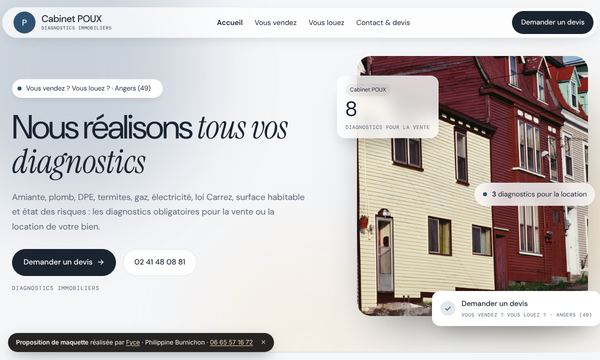 P
Cabinet POUX
DIAGNOSTICS IMMOBILIERS
Accueil
Vous vendez
Vous louez
Contact & devis
Demander un devis
Vous vendez ? Vous louez ? · Angers (49)
Nous réalisons tous vos
diagnostics
Amiante, plomb, DPE, termites, gaz, électricité, loi Carrez, surface habitable
et état des risques : les diagnostics obligatoires pour la vente ou la
location de votre bien.
Demander un devis →
02 41 48 08 81
DIAGNOSTICS IMMOBILIERS
Cabinet POUX
8
DIAGNOSTICS POUR LA VENTE
3 diagnostics pour la location
Demander un devis
VOUS VENDEZ ? VOUS LOUEZ ? · ANGERS (49)
Proposition de maquette réalisée par Fyce · Philippine Burnichon · 06 65 57 16 72 ×